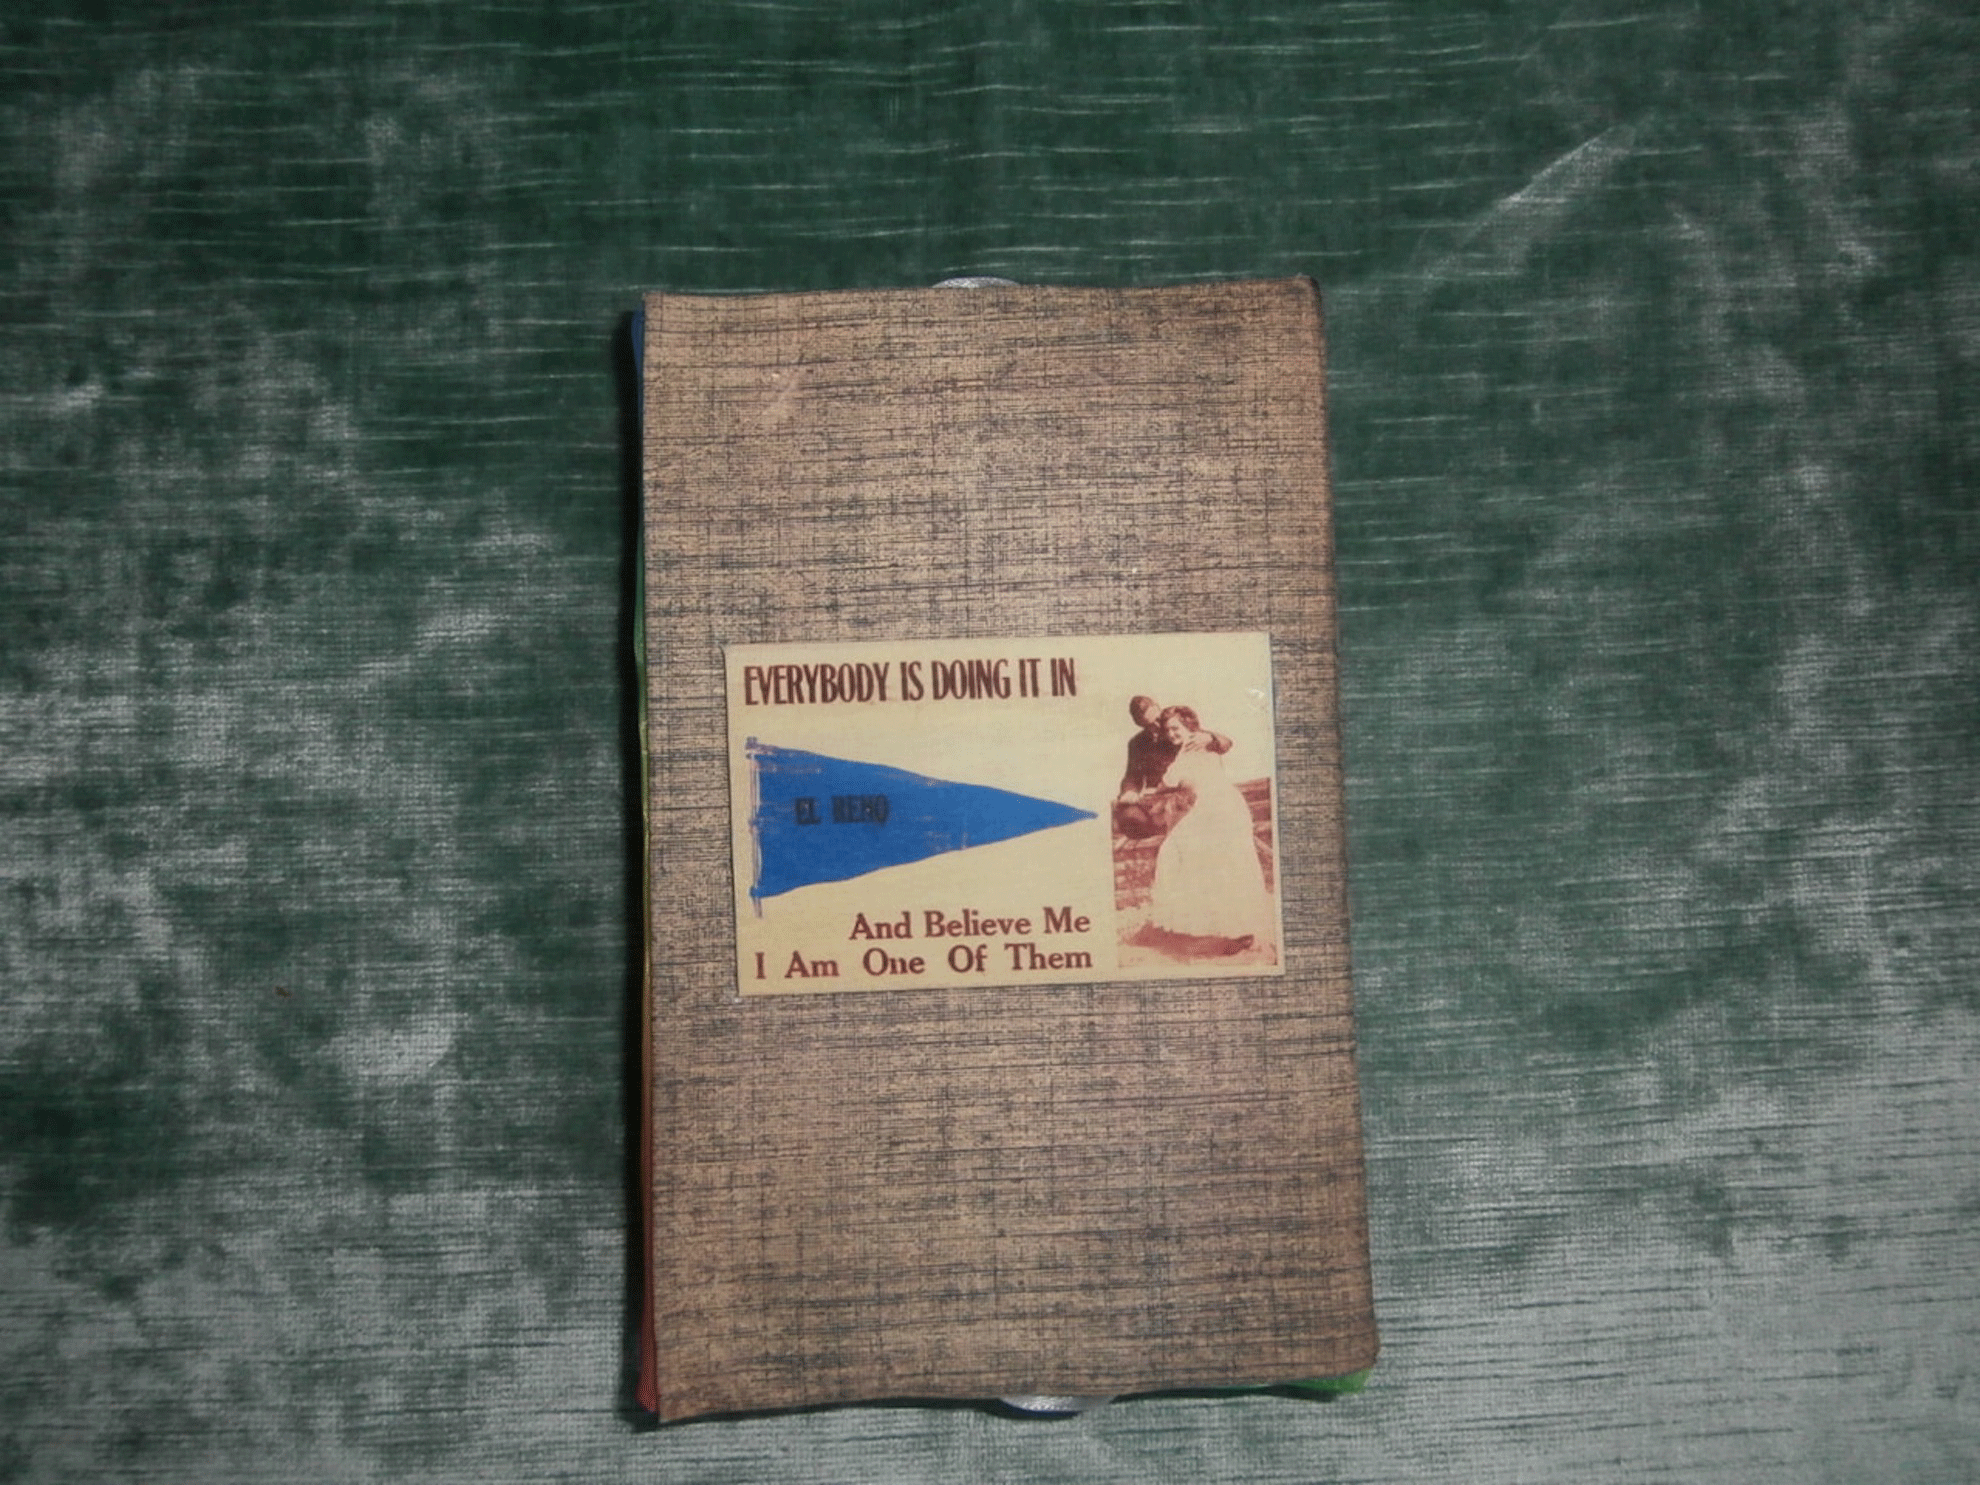 EVERYBODY IS DOING IT IN
EL RENO
And Believe Me
I Am One Of Them